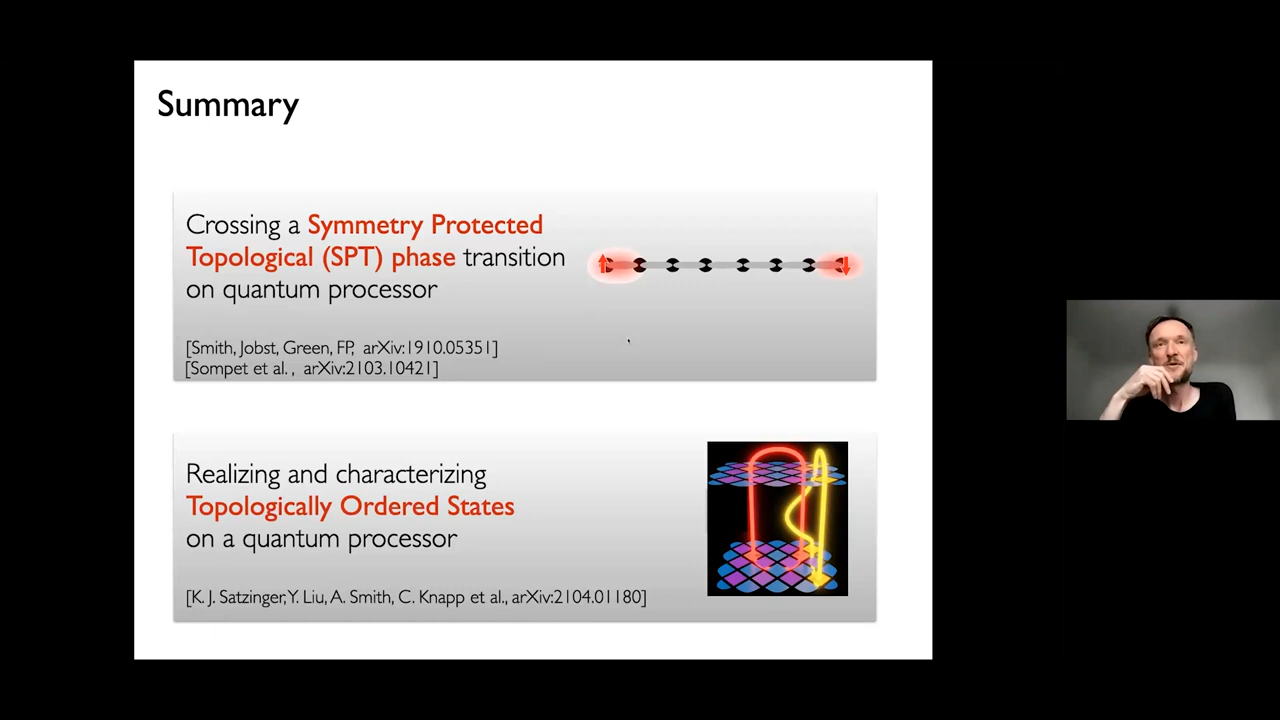 Summary
Crossing a Symmetry Protected
Topological (SPT) phase transition
on quantum processor
[Smith, Jobst, Green, FP, arXiv:1910.05351]
[Sompet et al., arXiv:2103.10421]
Realizing and characterizing
Topologically Ordered States
on a quantum processor
[K. J. Satzinger, Y. Liu, A. Smith, C. Knapp et al., arXiv:2104.01180]